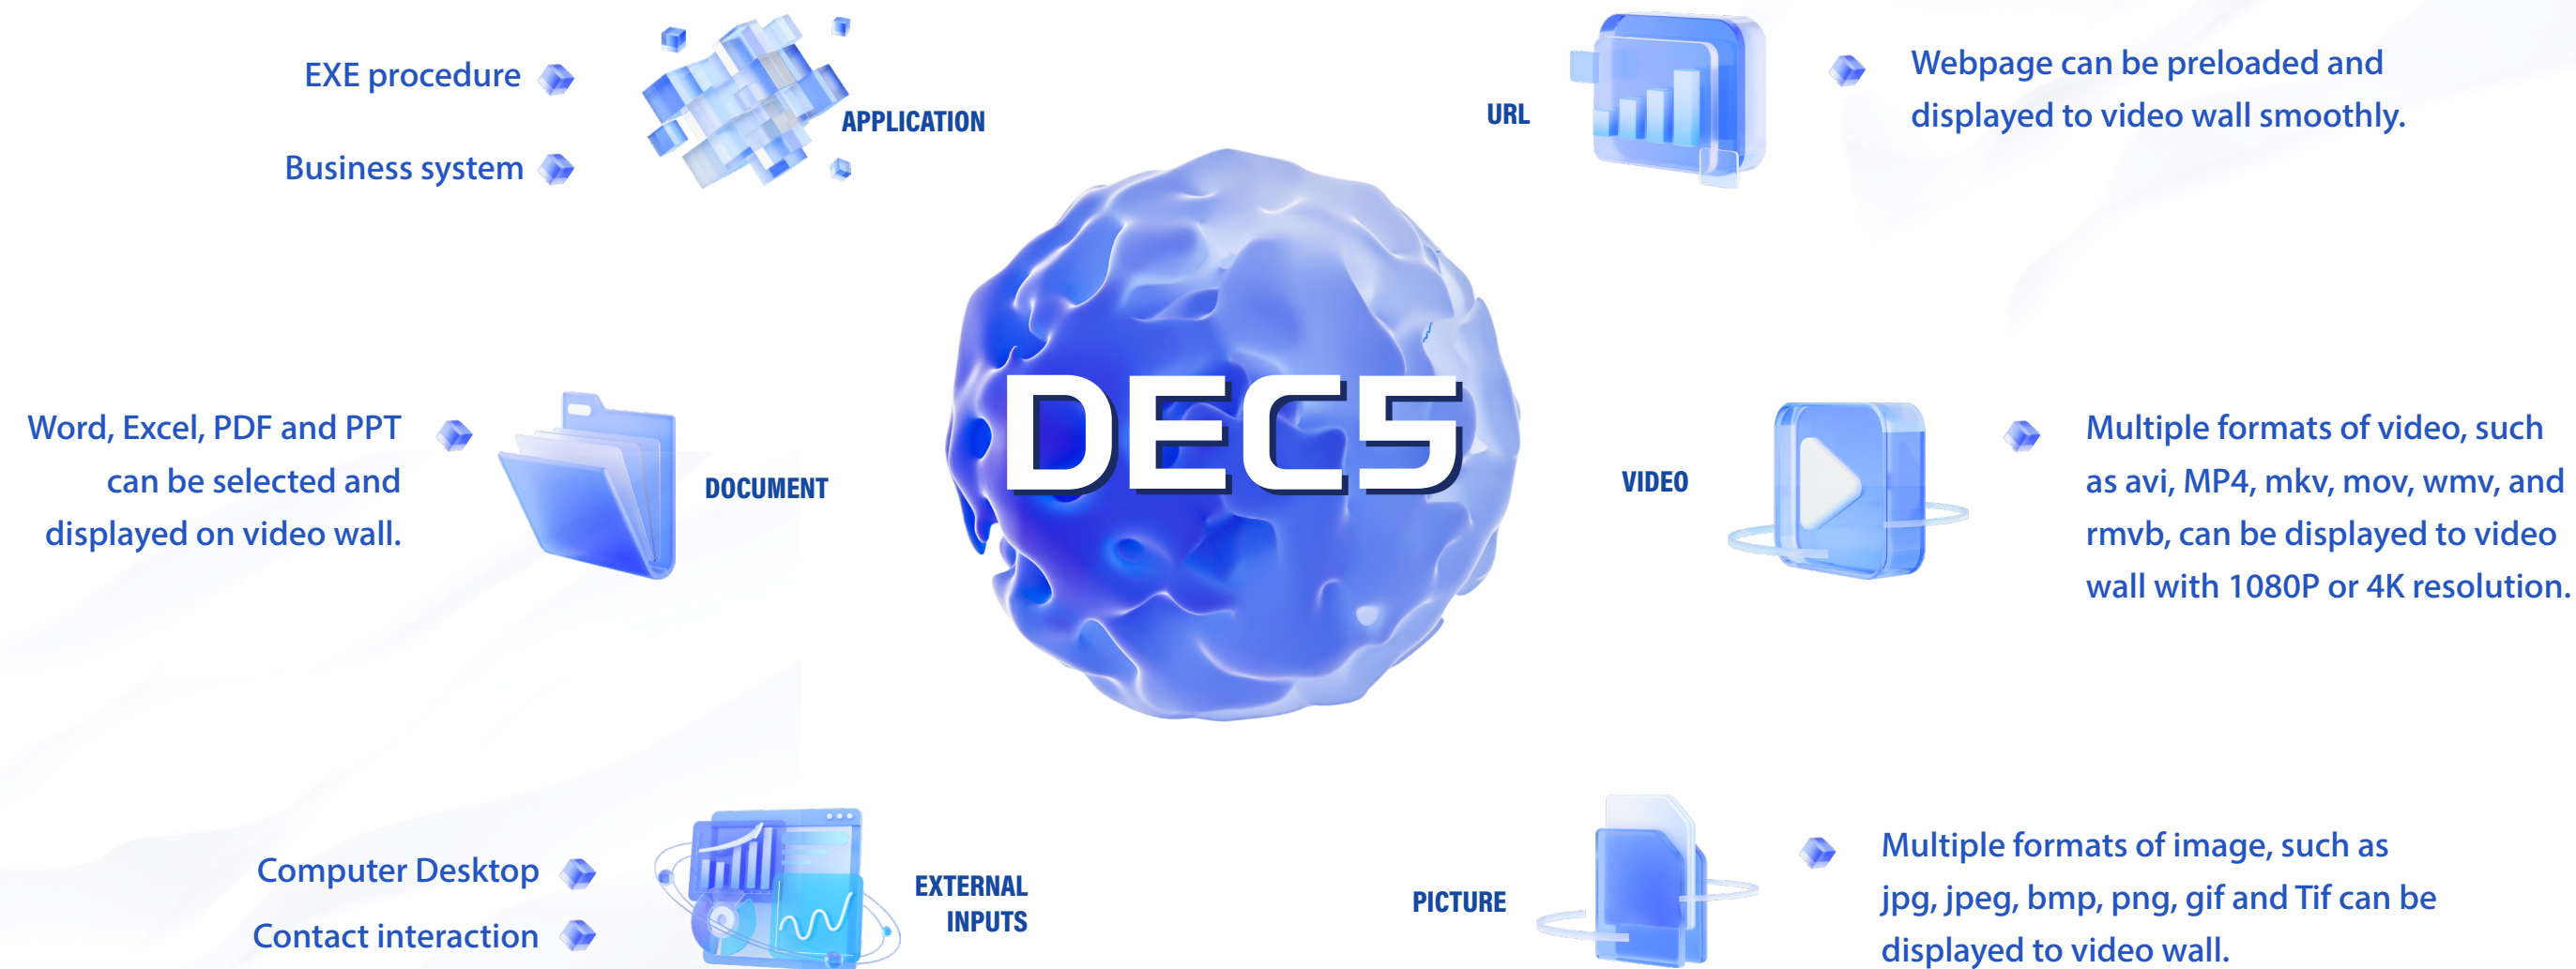 EXE procedure
Business system
APPLICATION
URL
Webpage can be preloaded and
displayed to video wall smoothly.
Word, Excel, PDF and PPT
can be selected and
displayed on video wall.
DOCUMENT
DEC5
VIDEO
Multiple formats of video, such
as avi, MP4, mkv, mov, wmv, and
rmvb, can be displayed to video
wall with 1080P or 4K resolution.
Computer Desktop
Contact interaction
EXTERNAL
INPUTS
PICTURE
Multiple formats of image, such as
jpg, jpeg, bmp, png, gif and Tif can be
displayed to video wall.